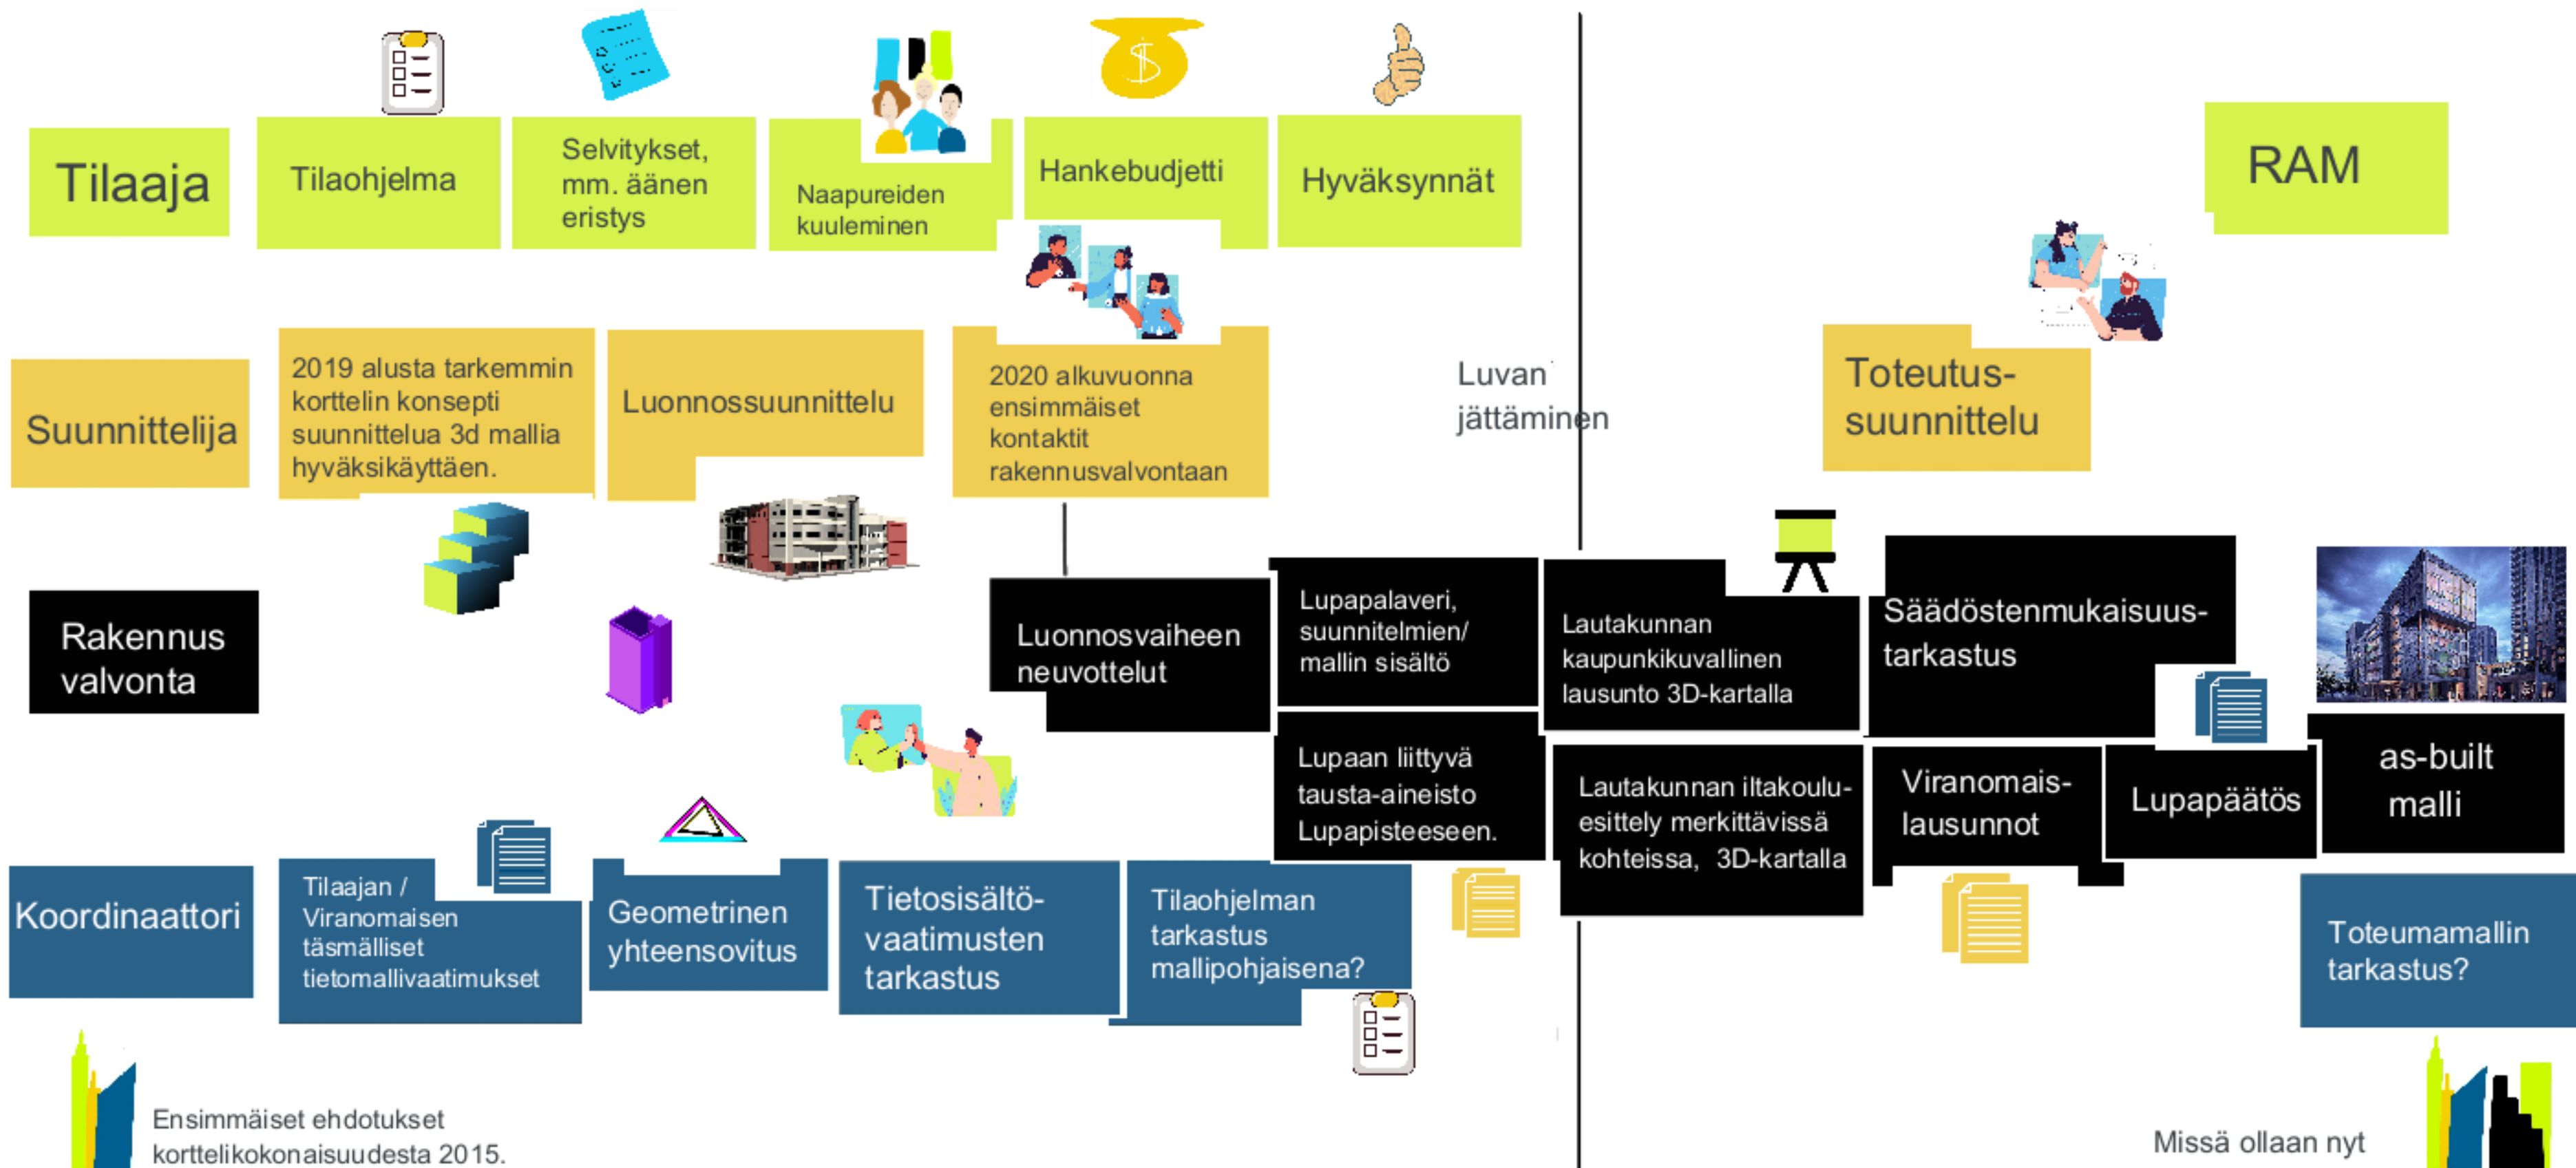 Tilaaja
Tilaohjelma
Selvitykset,
mm. äänen
eristys
Naapureiden
kuuleminen
Hankebudjetti
Hyväksynnät
RAM
Suunnittelija
2019 alusta tarkemmin
korttelin konsepti
suunnittelua 3d mallia
hyväksikäyttäen.
Luonnossuunnittelu
2020 alkuvuonna
ensimmäiset
kontaktit
rakennusvalvontaan
Luvan
jättäminen
Toteutus-
suunnittelu
Rakennus
valvonta
Luonnosvaiheen
neuvottelut
Lupapalaveri,
suunnitelmien/
mallin sisältö
Lautakunnan
kaupunkikuvallinen
lausunto 3D-kartalla
Säädöstenmukaisuus-
tarkastus
Lupaan liittyvä
tausta-aineisto
Lupapisteeseen.
Lautakunnan iltakoulu-
esittely merkittävissä
kohteissa, 3D-kartalla
Viranomais-
lausunnot
Lupapäätös
as-built
malli
Koordinaattori
Tilaajan /
Viranomaisen
täsmälliset
tietomallivaatimukset
Geometrinen
yhteensovitus
Tietosisältö-
vaatimusten
tarkastus
Tilaohjelman
tarkastus
mallipohjaisena?
Toteumamallin
tarkastus?
Ensimmäiset ehdotukset
korttelikokonaisuudesta 2015.
Missä ollaan nyt